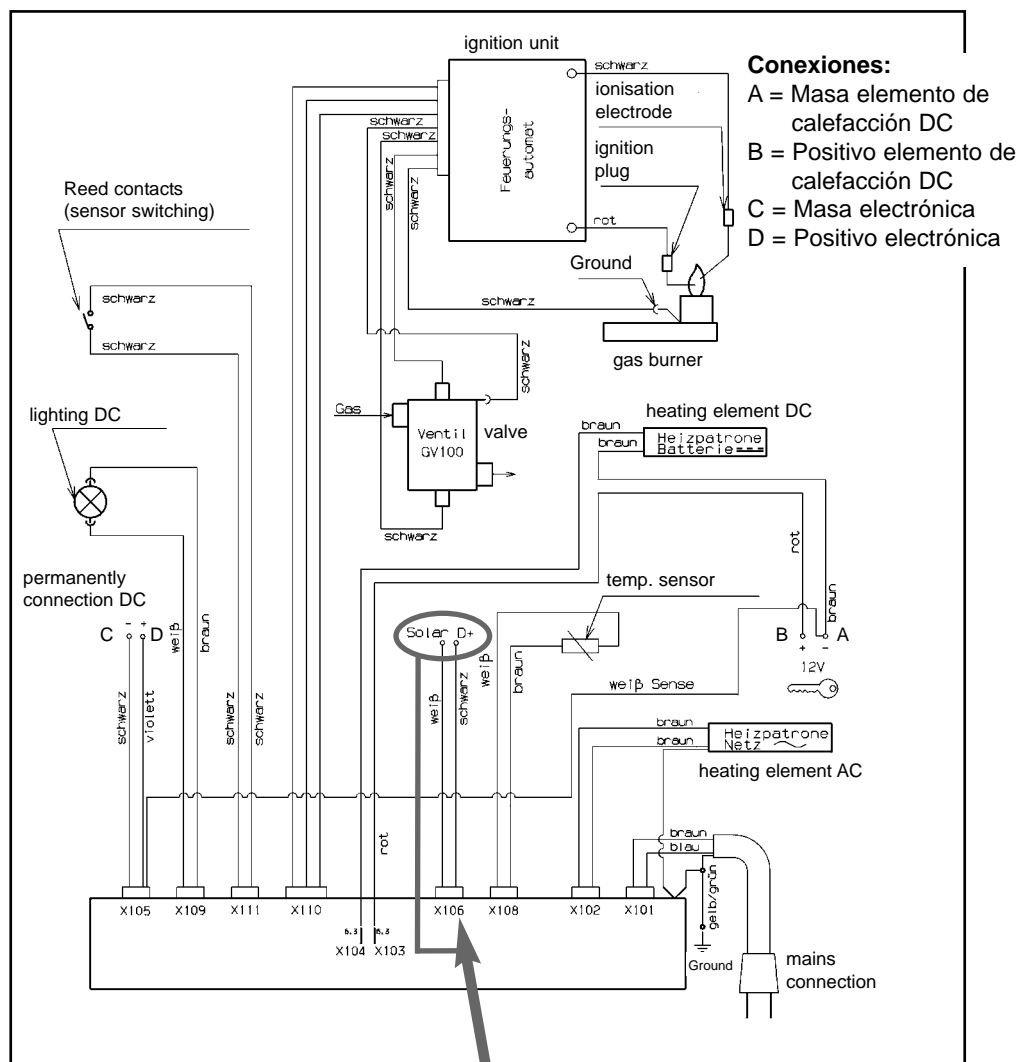 ignition unit
schwarz
Conexiones:
A = Masa elemento de
calefacción DC
B = Positivo elemento de
calefacción DC
C = Masa electrónica
D = Positivo electrónica
ionisation
electrode
ignition
plug
Feuerungs-
automat
schwarz
schwarz
schwarz
schwarz
rot
Reed contacts
(sensor switching)
Ground
schwarz
schwarz
schwarz
gas burner
schwarz
lighting DC
Gas
Ventil
GV100
valve
heating element DC
braun
braun
Heizpatrone
Batterie
schwarz
rot
braun
permanently
connection DC
temp. sensor
C - + D
weiß
braun
Solar D+
weiß
braun
B A
+ -
12V
schwarz
violett
schwarz
schwarz
weiß
schwarz
weiß Sense
braun
braun
Heizpatrone
Netz
heating element AC
rot
braun
blau
gelb/grün
X105 X109 X111 X110 X106 X108 X102 X101
6.3 6.3
X104 X103
Ground
mains
connection